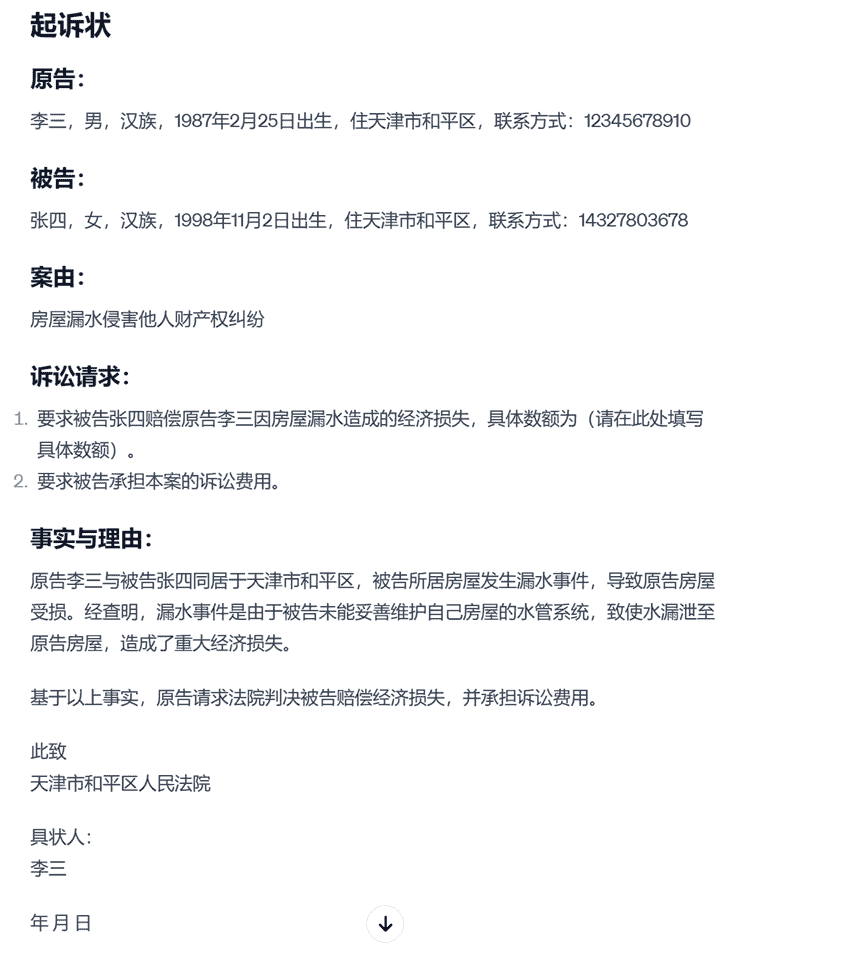 起诉状
原告：
李三，男，汉族，1987年2月25日出生，住天津市和平区，联系方式：12345678910
被告：
张四，女，汉族，1998年11月2日出生，住天津市和平区，联系方式：14327803678
案由：
房屋漏水侵害他人财产权纠纷
诉讼请求：
1. 要求被告张四赔偿原告李三因房屋漏水造成的经济损失，具体数额为（请在此处填写
具体数额）。
2. 要求被告承担本案的诉讼费用。
事实与理由：
原告李三与被告张四同居于天津市和平区，被告所居房屋发生漏水事件，导致原告房屋
受损。经查明，漏水事件是由于被告未能妥善维护自己房屋的水管系统，致使水漏泄至
原告房屋，造成了重大经济损失。
基于以上事实，原告请求法院判决被告赔偿经济损失，并承担诉讼费用。
此致
天津市和平区人民法院
具状人：
李三
年 月 日